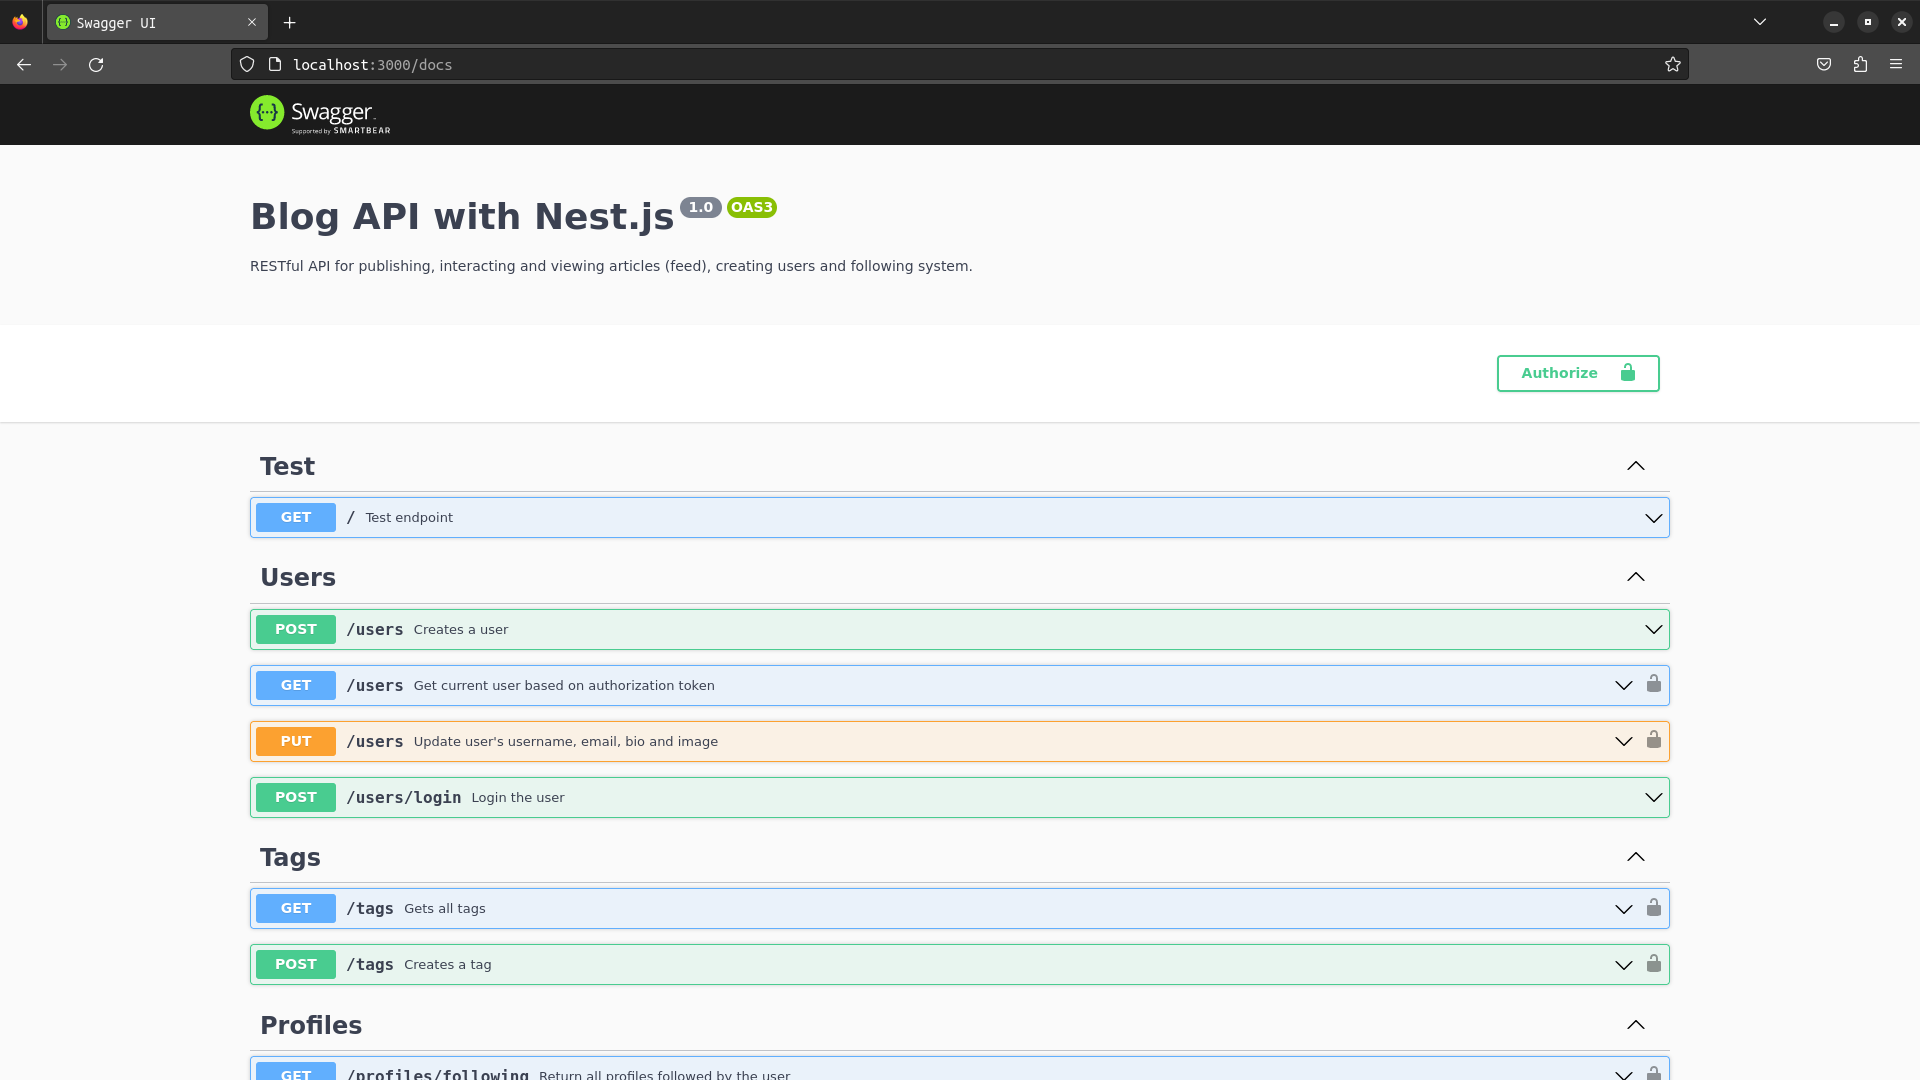 Swagger UI
localhost:3000/docs
{···} Swagger.
Supported by SMARTBEAR
Blog API with Nest.js 1.0 OAS3
RESTful API for publishing, interacting and viewing articles (feed), creating users and following system.
Authorize
Test
GET / Test endpoint
Users
POST /users Creates a user
GET /users Get current user based on authorization token
PUT /users Update user's username, email, bio and image
POST /users/login Login the user
Tags
GET /tags Gets all tags
POST /tags Creates a tag
Profiles
GET /profiles/following Return all profiles followed by the user